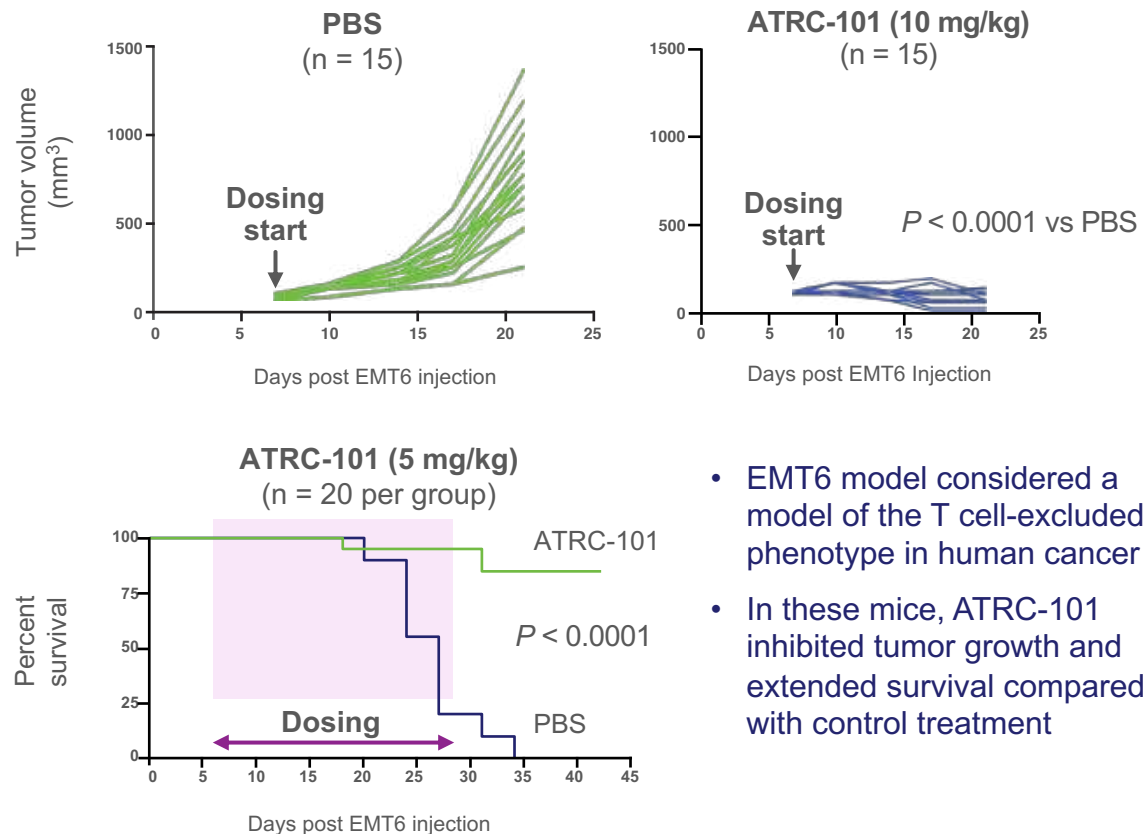 PBS
(n = 15)
1500
1000
500
0
Tumor volume
(mm³)
Dosing
start
0 5 10 15 20 25
Days post EMT6 injection
ATRC-101 (10 mg/kg)
(n = 15)
1500
1000
500
0
Dosing
start
P < 0.0001 vs PBS
0 5 10 15 20 25
Days post EMT6 Injection
ATRC-101 (5 mg/kg)
(n = 20 per group)
100
75
50
25
0
Percent
survival
ATRC-101
P < 0.0001
PBS
Dosing
0 5 10 15 20 25 30 35 40 45
Days post EMT6 injection
• EMT6 model considered a
model of the T cell-excluded
phenotype in human cancer
• In these mice, ATRC-101
inhibited tumor growth and
extended survival compared
with control treatment